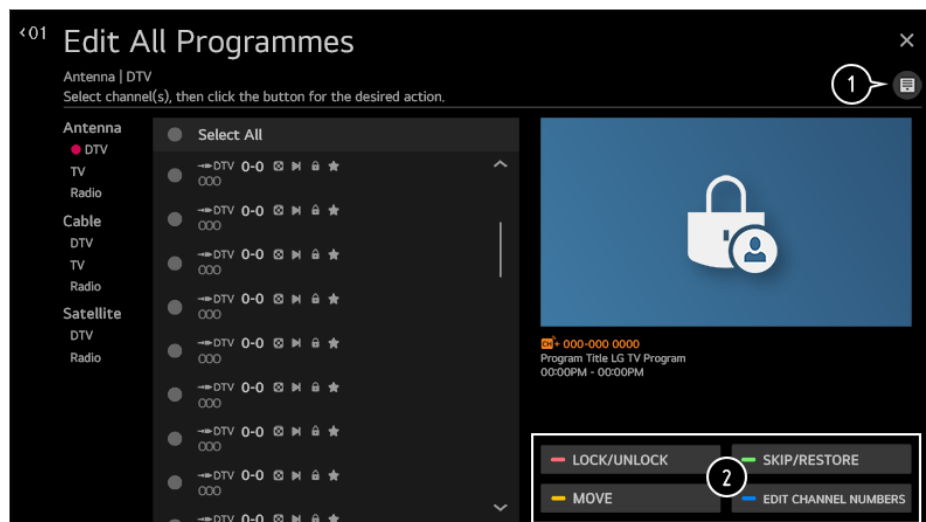 <01 Edit All Programmes
Antenna | DTV
Select channel(s), then click the button for the desired action.
1
Antenna
DTV
TV
Radio
Cable
DTV
TV
Radio
Satellite
DTV
Radio
Select All
DTV 0-0
000
DTV 0-0
000
DTV 0-0
000
DTV 0-0
000
DTV 0-0
000
DTV 0-0
000
DTV 0-0
000
DTV 0-0
000
DTV 0-0
CH+ 000-000 0000
Program Title LG TV Program
00:00PM - 00:00PM
LOCK/UNLOCK
SKIP/RESTORE
2
MOVE
EDIT CHANNEL NUMBERS